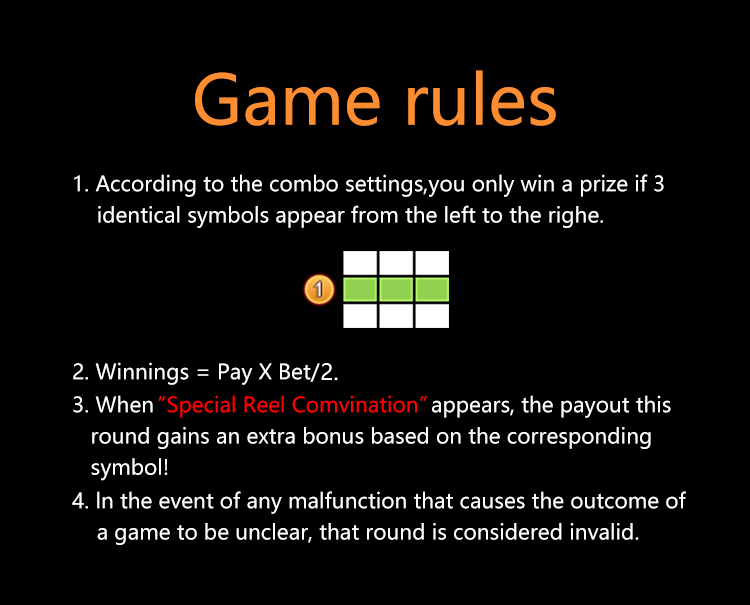 Game rules
1. According to the combo settings,you only win a prize if 3
identical symbols appear from the left to the righe.
1
2. Winnings = Pay X Bet/2.
3. When "Special Reel Comvination" appears, the payout this
round gains an extra bonus based on the corresponding
symbol!
4. In the event of any malfunction that causes the outcome of
a game to be unclear, that round is considered invalid.